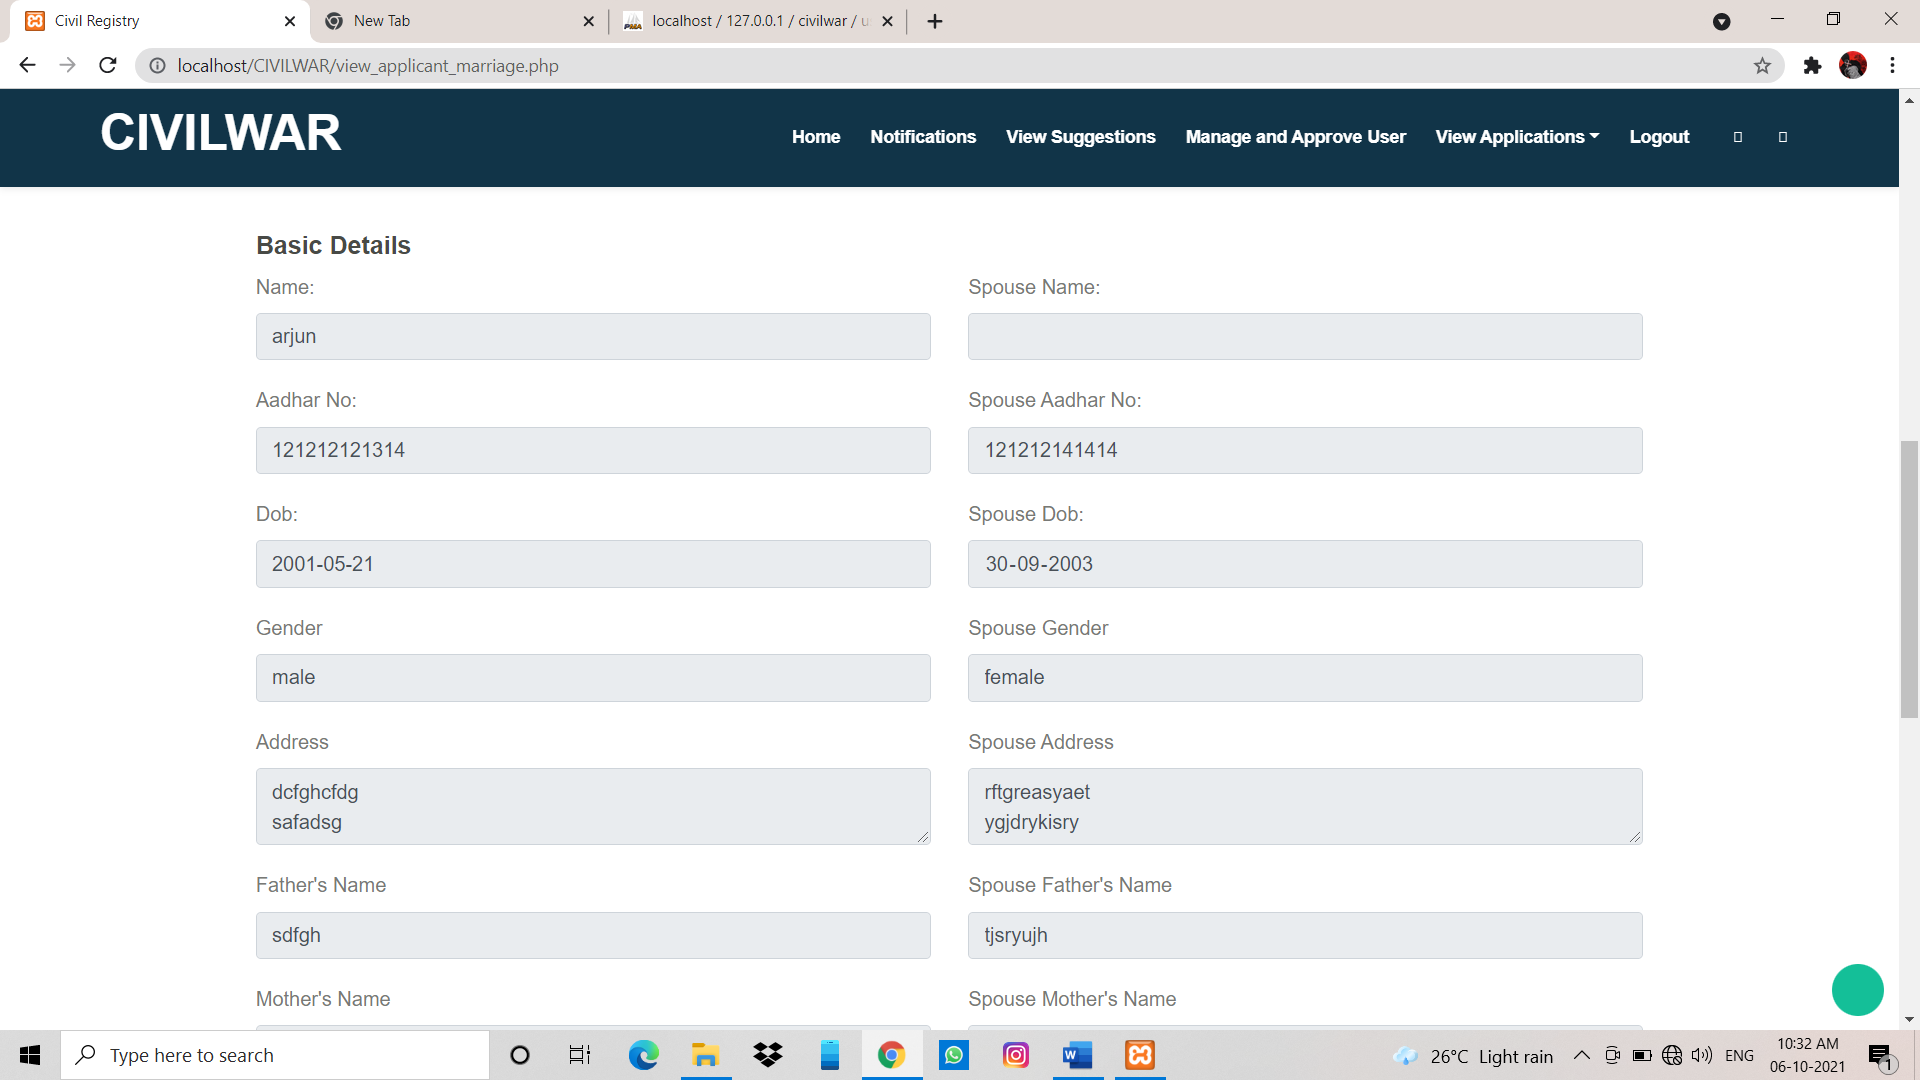 Civil Registry
New Tab
localhost / 127.0.0.1 / civilwar / u
localhost/CIVILWAR/view_applicant_marriage.php
CIVILWAR
Home
Notifications
View Suggestions
Manage and Approve User
View Applications
Logout
Basic Details
Name:
Spouse Name:
arjun
Aadhar No:
Spouse Aadhar No:
121212121314
121212141414
Dob:
Spouse Dob:
2001-05-21
30-09-2003
Gender
Spouse Gender
male
female
Address
Spouse Address
dcfghcfdg
safadsg
rftgreasyaet
ygjdrykisry
Father's Name
Spouse Father's Name
sdfgh
tjsryujh
Mother's Name
Spouse Mother's Name
Type here to search
26°C Light rain
ENG
10:32 AM
06-10-2021
1